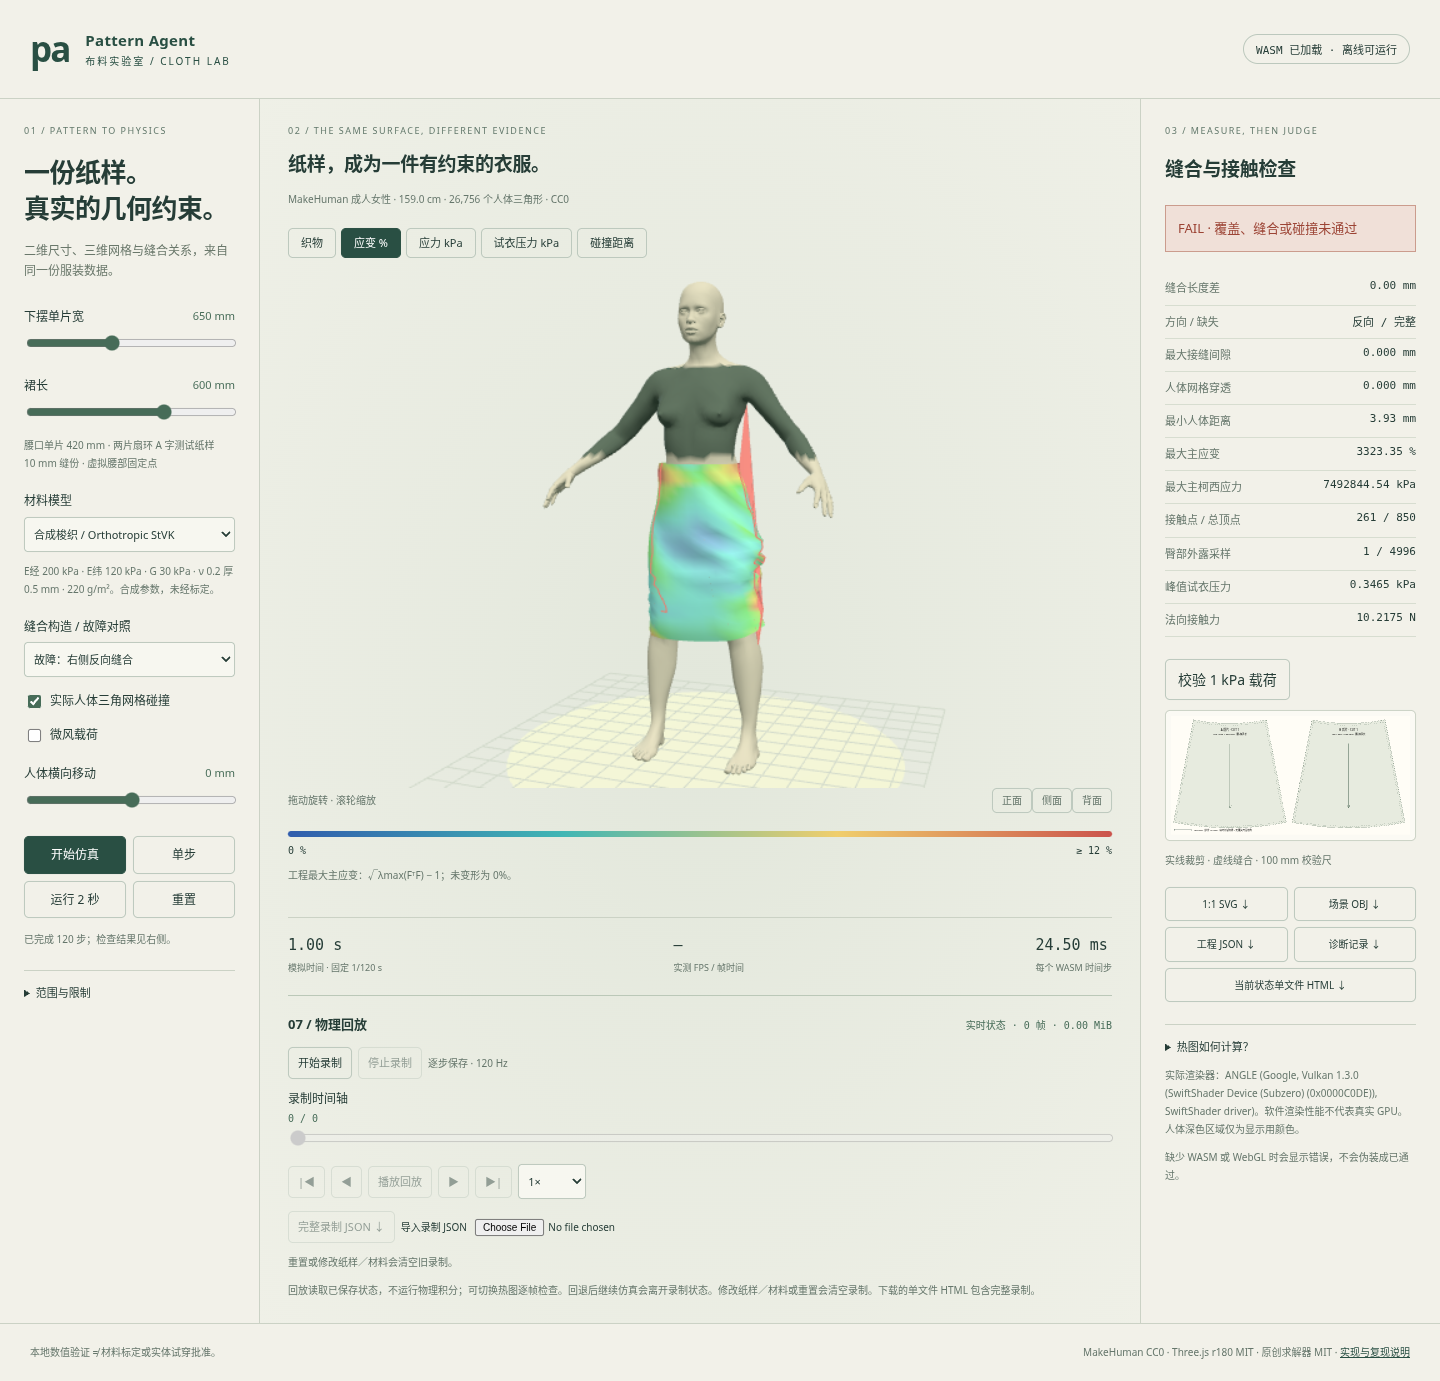 pa
Pattern Agent
布料实验室 / CLOTH LAB
WASM 已加载 · 离线可运行
01 / PATTERN TO PHYSICS
一份纸样。
真实的几何约束。
二维尺寸、三维网格与缝合关系，来自
同一份服装数据。
下摆单片宽 650 mm
裙长 600 mm
腰口单片 420 mm · 两片扇环 A 字测试纸样
10 mm 缝份 · 虚拟腰部固定点
材料模型
合成梭织 / Orthotropic StVK
E经 200 kPa · E纬 120 kPa · G 30 kPa · ν 0.2 厚
0.5 mm · 220 g/m²。合成参数，未经标定。
缝合构造 / 故障对照
故障：右侧反向缝合
实际人体三角网格碰撞
微风载荷
人体横向移动 0 mm
开始仿真 单步
运行 2 秒 重置
已完成 120 步；检查结果见右侧。
▶ 范围与限制
02 / THE SAME SURFACE, DIFFERENT EVIDENCE
纸样，成为一件有约束的衣服。
MakeHuman 成人女性 · 159.0 cm · 26,756 个人体三角形 · CC0
织物 应变 % 应力 kPa 试衣压力 kPa 碰撞距离
拖动旋转 · 滚轮缩放 正面 侧面 背面
0 % ≥ 12 %
工程最大主应变：√λmax(FᵀF) − 1；未变形为 0%。
1.00 s — 24.50 ms
模拟时间 · 固定 1/120 s 实测 FPS / 帧时间 每个 WASM 时间步
07 / 物理回放 实时状态 · 0 帧 · 0.00 MiB
开始录制 停止录制 逐步保存 · 120 Hz
录制时间轴
0 / 0
|◀ ◀ 播放回放 ▶ ▶| 1×
完整录制 JSON ↓ 导入录制 JSON Choose File No file chosen
重置或修改纸样／材料会清空旧录制。
回放读取已保存状态，不运行物理积分；可切换热图逐帧检查。回退后继续仿真会离开录制状态。修改纸样／材料或重置会清空录制。下载的单文件 HTML 包含完整录制。
03 / MEASURE, THEN JUDGE
缝合与接触检查
FAIL · 覆盖、缝合或碰撞未通过
缝合长度差 0.00 mm
方向 / 缺失 反向 / 完整
最大接缝间隙 0.000 mm
人体网格穿透 0.000 mm
最小人体距离 3.93 mm
最大主应变 3323.35 %
最大主柯西应力 7492844.54 kPa
接触点 / 总顶点 261 / 850
臀部外露采样 1 / 4996
峰值试衣压力 0.3465 kPa
法向接触力 10.2175 N
校验 1 kPa 载荷
实线裁剪 · 虚线缝合 · 100 mm 校验尺
1:1 SVG ↓ 场景 OBJ ↓
工程 JSON ↓ 诊断记录 ↓
当前状态单文件 HTML ↓
▶ 热图如何计算？
实际渲染器：ANGLE (Google, Vulkan 1.3.0
(SwiftShader Device (Subzero) (0x0000C0DE)),
SwiftShader driver)。软件渲染性能不代表真实 GPU。
人体深色区域仅为显示用颜色。
缺少 WASM 或 WebGL 时会显示错误，不会伪装成已通
过。
本地数值验证 ≠ 材料标定或实体试穿批准。
MakeHuman CC0 · Three.js r180 MIT · 原创求解器 MIT · 实现与复现说明